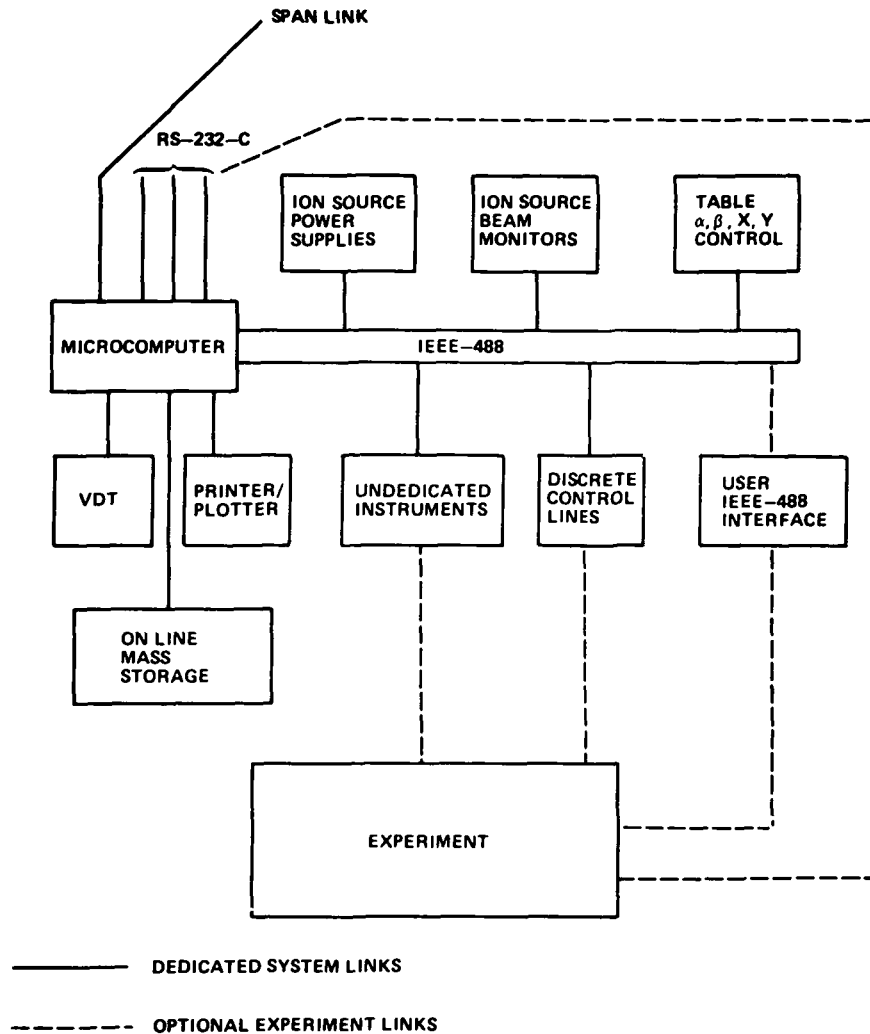 SPAN LINK
RS-232-C
ION SOURCE
POWER
SUPPLIES
ION SOURCE
BEAM
MONITORS
TABLE
α, β, X, Y
CONTROL
MICROCOMPUTER
IEEE-488
VDT
PRINTER/
PLOTTER
UNDEDICATED
INSTRUMENTS
DISCRETE
CONTROL
LINES
USER
IEEE-488
INTERFACE
ON LINE
MASS
STORAGE
EXPERIMENT
DEDICATED SYSTEM LINKS
OPTIONAL EXPERIMENT LINKS